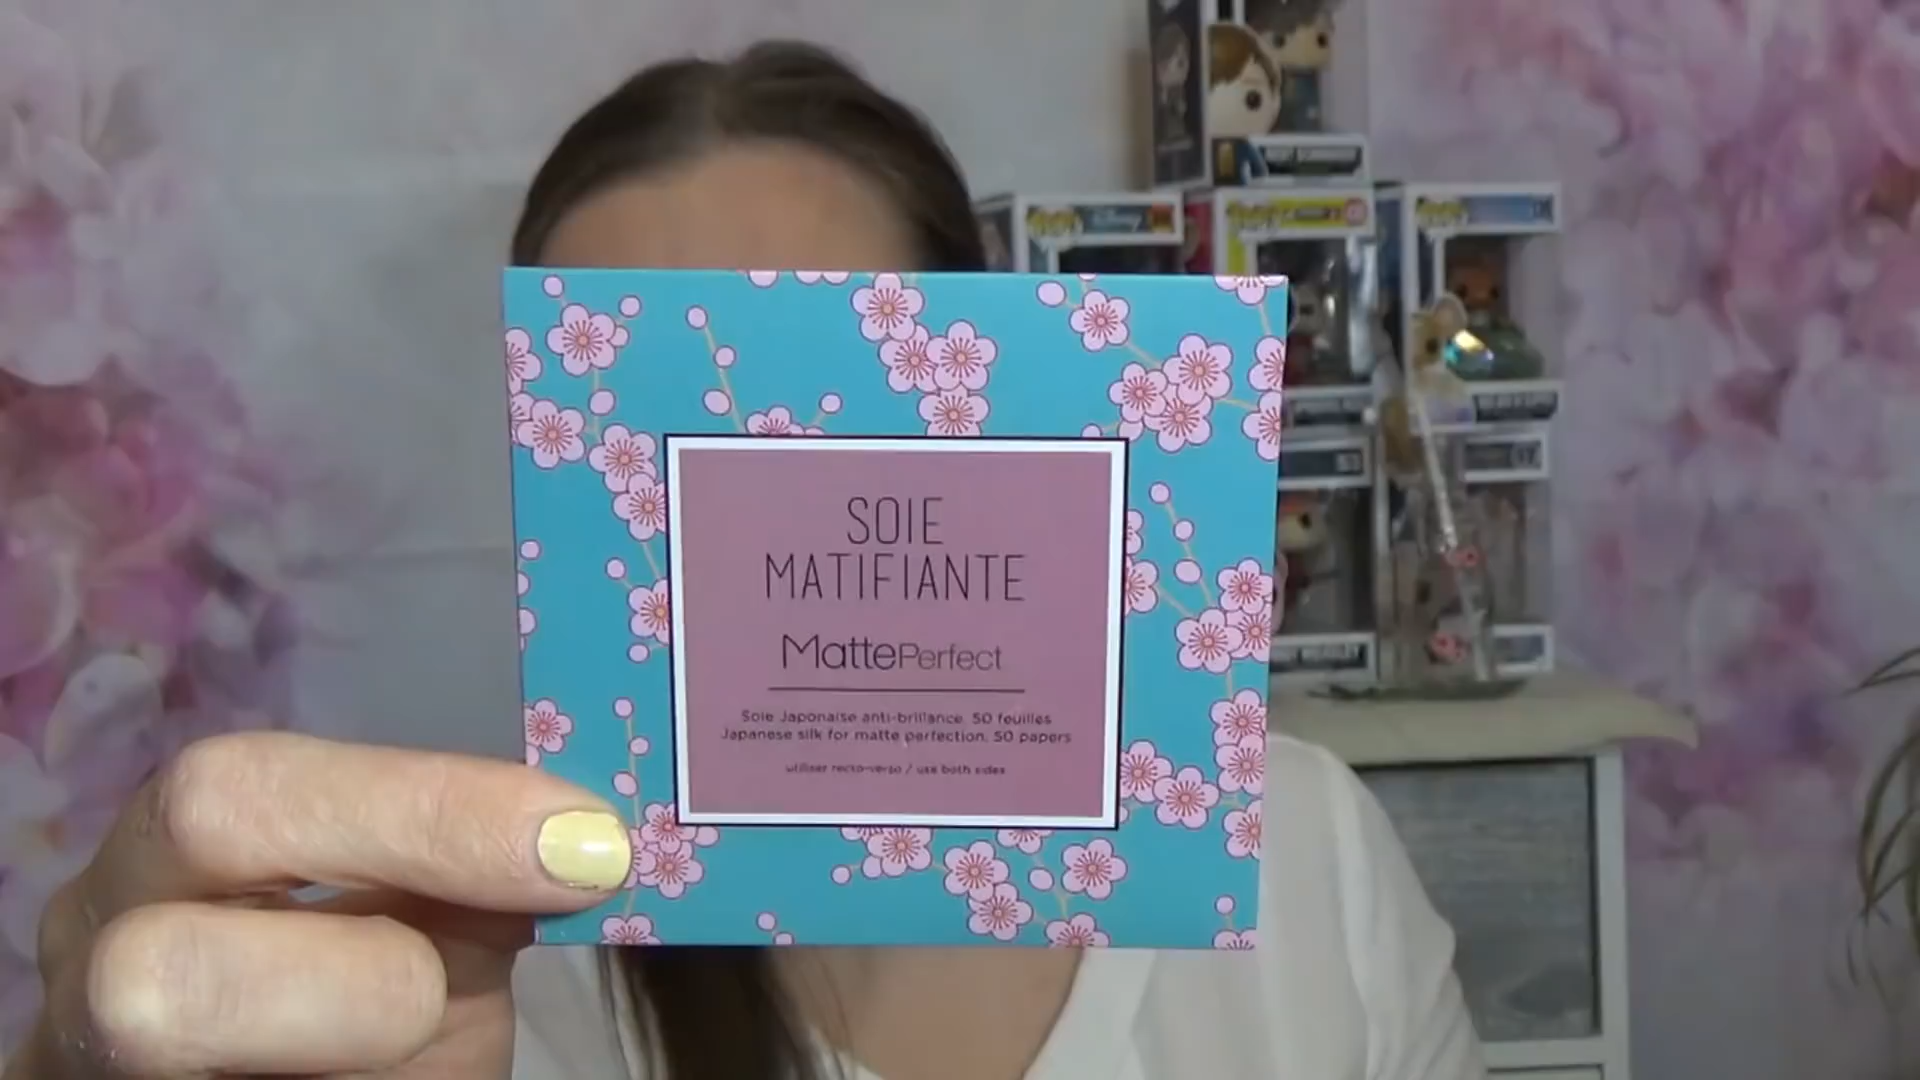 SOIE
MATIFIANTE
MattePerfect
Soie Japonaise anti-brillance. 50 feuilles
Japanese silk for matte perfection. 50 papers
utiliser recto-verso / use both sides
Disney